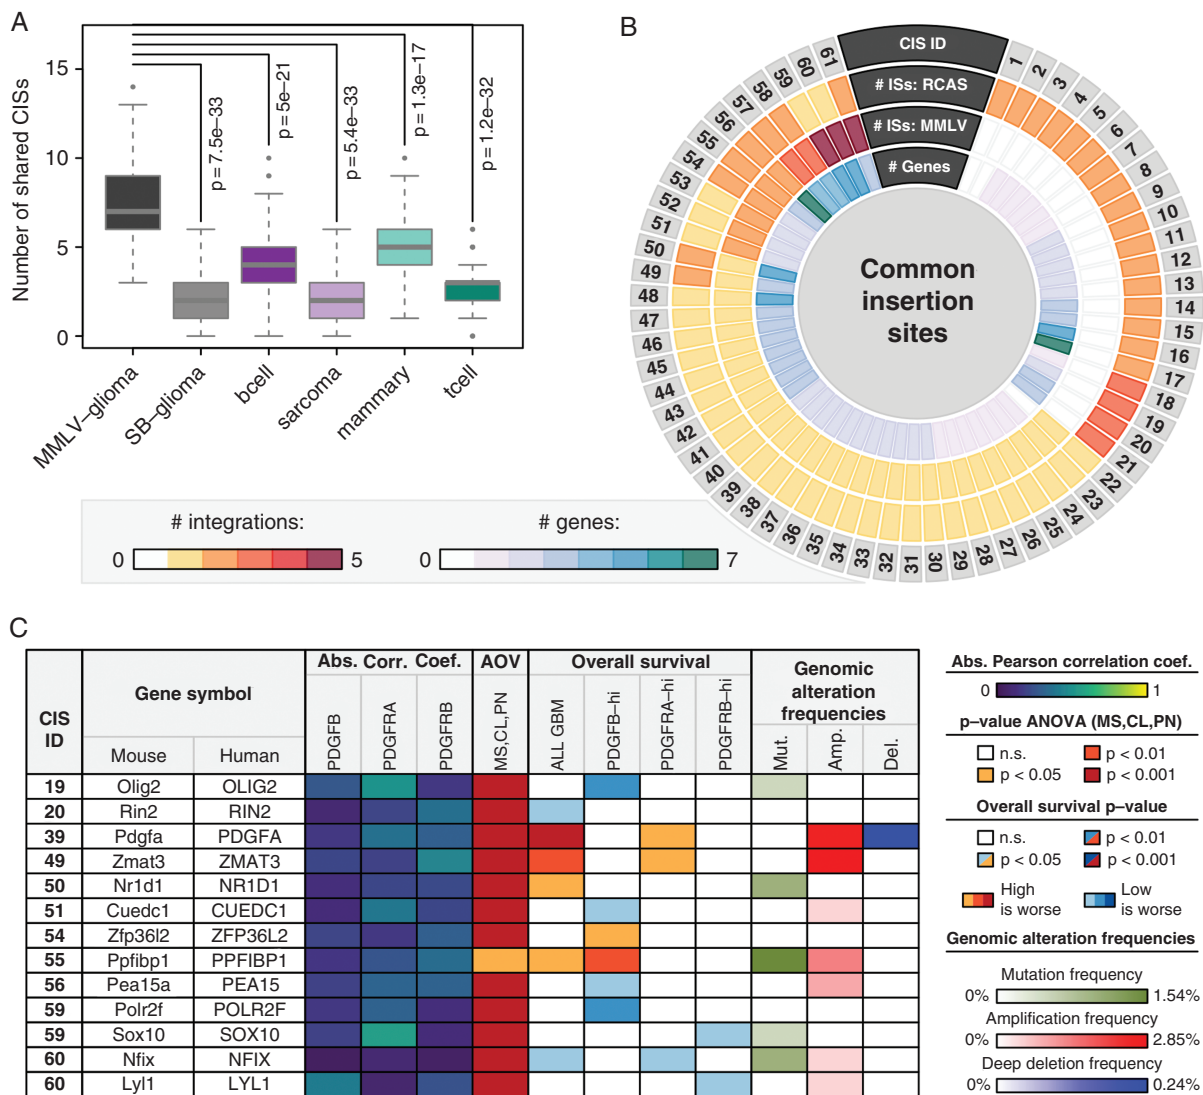 A
Number of shared CISs
15
10
5
0
p = 7.5e–33
p = 5e–21
p = 5.4e–33
p = 1.3e–17
p = 1.2e–32
MMLV–glioma
SB–glioma
bcell
sarcoma
mammary
tcell
B
CIS ID
# ISs: RCAS
# ISs: MMLV
# Genes
Common
insertion
sites
1
2
3
4
5
6
7
8
9
10
11
12
13
14
15
16
17
18
19
20
21
22
23
24
25
26
27
28
29
30
31
32
33
34
35
36
37
38
39
40
41
42
43
44
45
46
47
48
49
50
51
52
53
54
55
56
57
58
59
60
61
# integrations:
0 5
# genes:
0 7
C
CIS ID
Gene symbol
Mouse Human
Abs. Corr. Coef.
PDGFB
PDGFRA
PDGFRB
AOV
MS,CL,PN
Overall survival
ALL GBM
PDGFB–hi
PDGFRA–hi
PDGFRB–hi
Genomic
alteration
frequencies
Mut.
Amp.
Del.
19 Olig2 OLIG2
20 Rin2 RIN2
39 Pdgfa PDGFA
49 Zmat3 ZMAT3
50 Nr1d1 NR1D1
51 Cuedc1 CUEDC1
54 Zfp36l2 ZFP36L2
55 Ppfibp1 PPFIBP1
56 Pea15a PEA15
59 Polr2f POLR2F
59 Sox10 SOX10
60 Nfix NFIX
60 Lyl1 LYL1
Abs. Pearson correlation coef.
0 1
p–value ANOVA (MS,CL,PN)
n.s. p < 0.01
p < 0.05 p < 0.001
Overall survival p–value
n.s. p < 0.01
p < 0.05 p < 0.001
High
is worse
Low
is worse
Genomic alteration frequencies
Mutation frequency
0% 1.54%
Amplification frequency
0% 2.85%
Deep deletion frequency
0% 0.24%